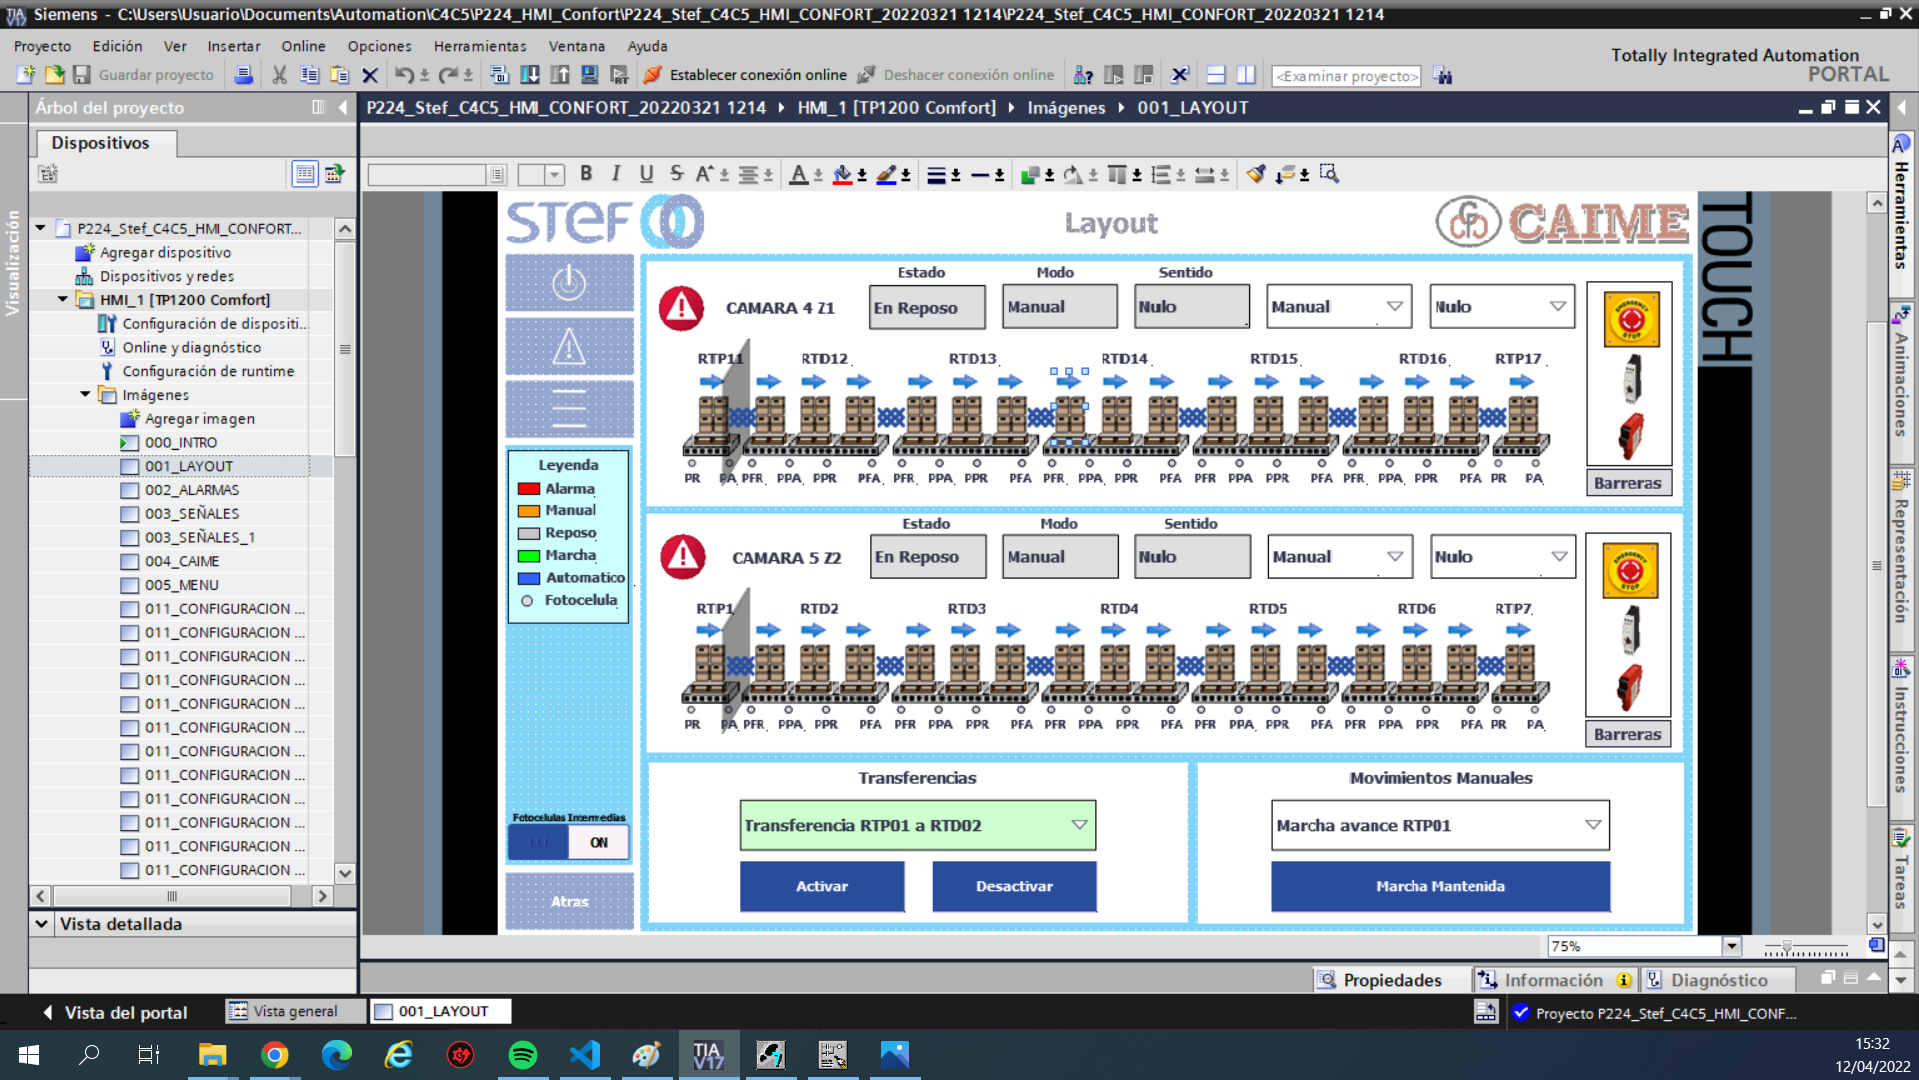 Siemens - C:\Users\Usuario\Documents\Automation\C4C5\P224_HMI_Confort\P224_Stef_C4C5_HMI_CONFORT_20220321 1214\P224_Stef_C4C5_HMI_CONFORT_20220321 1214
Proyecto Edición Ver Insertar Online Opciones Herramientas Ventana Ayuda
Totally Integrated Automation
PORTAL
Guardar proyecto
Establecer conexión online
Deshacer conexión online
<Examinar proyecto>
Árbol del proyecto
P224_Stef_C4C5_HMI_CONFORT_20220321 1214 HMI_1 [TP1200 Comfort] Imágenes 001_LAYOUT
Dispositivos
Visualización
P224_Stef_C4C5_HMI_CONFORT...
Agregar dispositivo
Dispositivos y redes
HMI_1 [TP1200 Comfort]
Configuración de dispositi...
Online y diagnóstico
Configuración de runtime
Imágenes
Agregar imagen
000_INTRO
001_LAYOUT
002_ALARMAS
003_SEÑALES
003_SEÑALES_1
004_CAIME
005_MENU
011_CONFIGURACION ...
011_CONFIGURACION ...
011_CONFIGURACION ...
011_CONFIGURACION ...
011_CONFIGURACION ...
011_CONFIGURACION ...
011_CONFIGURACION ...
011_CONFIGURACION ...
011_CONFIGURACION ...
011_CONFIGURACION ...
011_CONFIGURACION ...
011_CONFIGURACION ...
Vista detallada
B I U S A A
STEF
Layout
CAIME
TOUCH
Estado Modo Sentido
CAMARA 4 Z1 En Reposo Manual Nulo Manual Nulo
EMERGENCY STOP
RTP11 RTD12 RTD13 RTD14 RTD15 RTD16 RTP17
PR PA PFR PPA PPR PFA PFR PPA PPR PFA PFR PPA PPR PFA PPA PPR PFA PFR PPA PPR PFA PR PA
Barreras
Leyenda
Alarma
Manual
Reposo
Marcha
Automatico
Fotocelula
Estado Modo Sentido
CAMARA 5 Z2 En Reposo Manual Nulo Manual Nulo
EMERGENCY STOP
RTP1 RTD2 RTD3 RTD4 RTD5 RTD6 RTP7
PR PA PFR PPA PPR PFA PFR PPA PPR PFA PFR PPA PPR PFA PPA PPR PFA PFR PPA PPR PFA PR PA
Barreras
Fotocelulas Intermedias
ON
Atras
Transferencias
Transferencia RTP01 a RTD02
Activar Desactivar
Movimientos Manuales
Marcha avance RTP01
Marcha Mantenida
75%
Propiedades Información Diagnóstico
Herramientas
Animaciones
Representación
Instrucciones
Tareas
Vista del portal Vista general 001_LAYOUT
Proyecto P224_Stef_C4C5_HMI_CONF...
TIA V17
15:32
12/04/2022